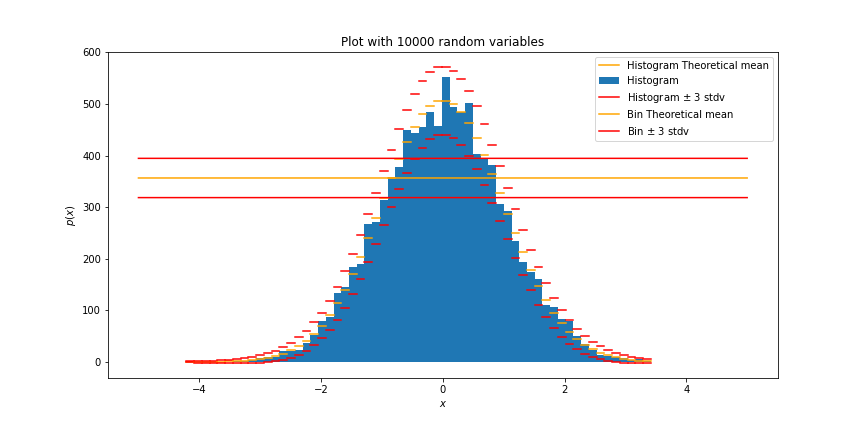 Plot with 10000 random variables
600
500
400
300
200
100
0
p(x)
Histogram Theoretical mean
Histogram
Histogram ± 3 stdv
Bin Theoretical mean
Bin ± 3 stdv
−4
−2
0
2
4
x